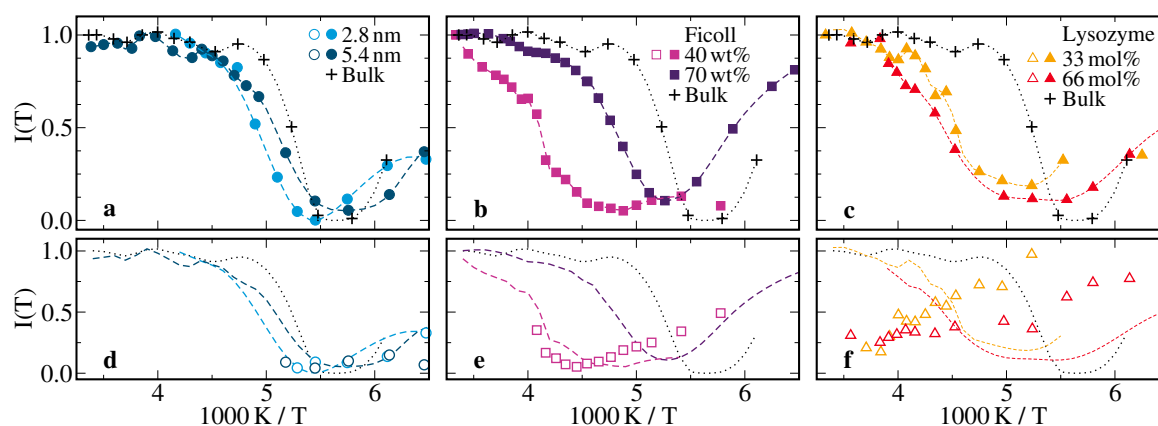 1.0
0.5
0.0
I(T)
2.8 nm
5.4 nm
Bulk
a
Ficoll
40 wt%
70 wt%
Bulk
b
Lysozyme
33 mol%
66 mol%
Bulk
c
1.0
0.5
0.0
I(T)
d
e
f
4 5 6
4 5 6
4 5 6
1000 K / T
1000 K / T
1000 K / T